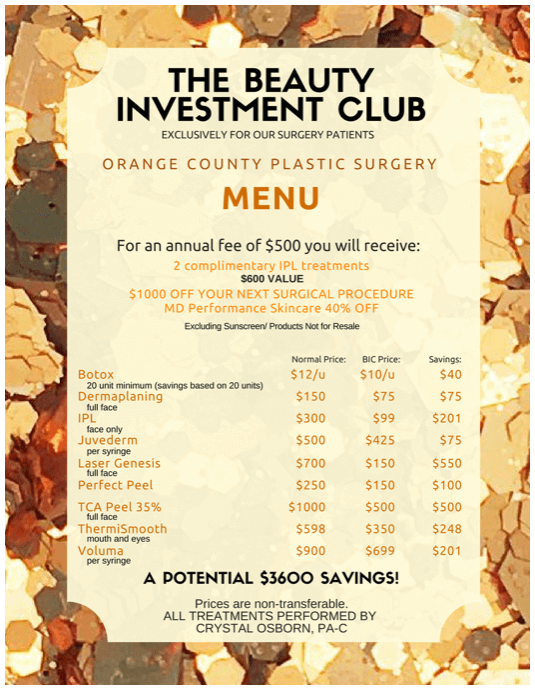 THE BEAUTY
INVESTMENT CLUB
EXCLUSIVELY FOR OUR SURGERY PATIENTS
ORANGE COUNTY PLASTIC SURGERY
MENU
For an annual fee of $500 you will receive:
2 complimentary IPL treatments
$600 VALUE
$1000 OFF YOUR NEXT SURGICAL PROCEDURE
MD Performance Skincare 40% OFF
Excluding Sunscreen/ Products Not for Resale
Normal Price: BIC Price: Savings:
Botox $12/u $10/u $40
20 unit minimum (savings based on 20 units)
Dermaplaning $150 $75 $75
full face
IPL $300 $99 $201
face only
Juvederm $500 $425 $75
per syringe
Laser Genesis $700 $150 $550
full face
Perfect Peel $250 $150 $100
TCA Peel 35% $1000 $500 $500
full face
ThermiSmooth $598 $350 $248
mouth and eyes
Voluma $900 $699 $201
per syringe
A POTENTIAL $3600 SAVINGS!
Prices are non-transferable.
ALL TREATMENTS PERFORMED BY
CRYSTAL OSBORN, PA-C